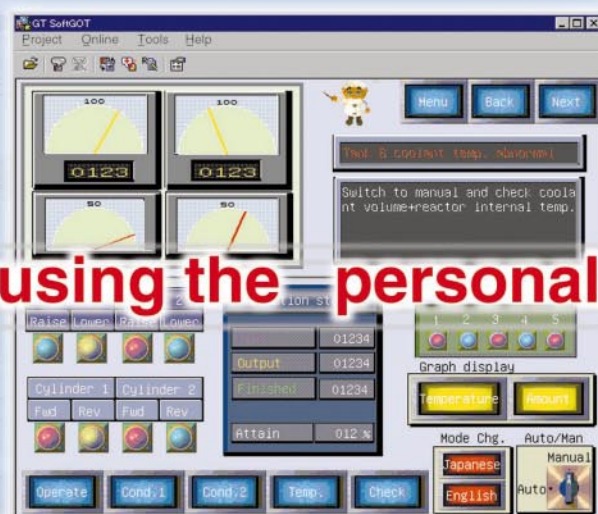 GT SoftGOT
Project Online Tools Help
100
100
Menu
Back
Next
0123
0123
Tank & coolant temp. abnormal
50
50
Switch to manual and check coola
nt volume+reactor internal temp.
using the personal
2
tion st
Raise Lower Raise Lower
1 2 3 4 5
01234
Output 01234
Graph display
Finished 01234
Temperature
Amount
Cylinder 1 Cylinder 2
Fwd Rev Fwd Rev
Attain 012 %
Mode Chg.
Auto/Man
Japanese
Manual
English
Auto
Operate
Cond.1
Cond.2
Temp.
Check